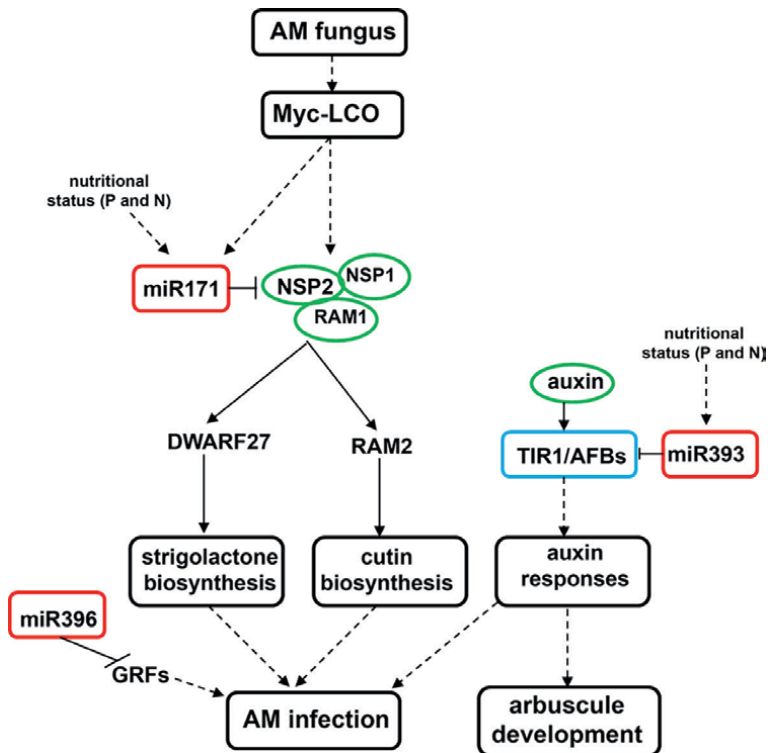 AM fungus
Myc-LCO
nutritional
status (P and N)
miR171
NSP2
NSP1
RAM1
nutritional
status (P and N)
auxin
DWARF27
RAM2
TIR1/AFBs
miR393
strigolactone
biosynthesis
cutin
biosynthesis
auxin
responses
miR396
GRFs
AM infection
arbuscule
development